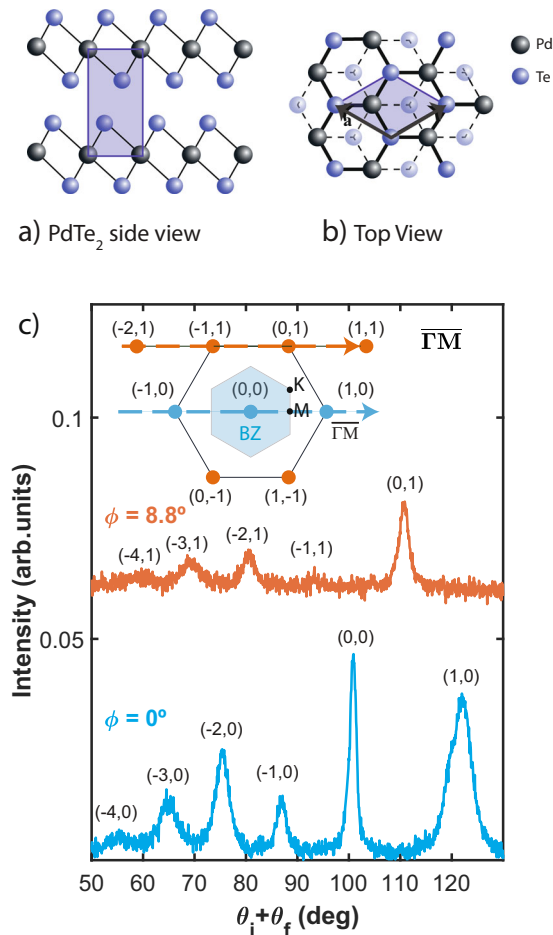 Pd
Te
a
a) PdTe₂ side view
b) Top View
c)
(-2,1) (-1,1) (0,1) (1,1)
ΓM
(-1,0) (0,0) (1,0)
K
M
BZ
ΓM
(0,-1) (1,-1)
0.1
0.05
Intensity (arb.units)
ϕ = 8.8º
(-4,1) (-3,1) (-2,1) (-1,1) (0,1)
ϕ = 0º
(-4,0) (-3,0) (-2,0) (-1,0) (0,0) (1,0)
50 60 70 80 90 100 110 120
θi+θf (deg)